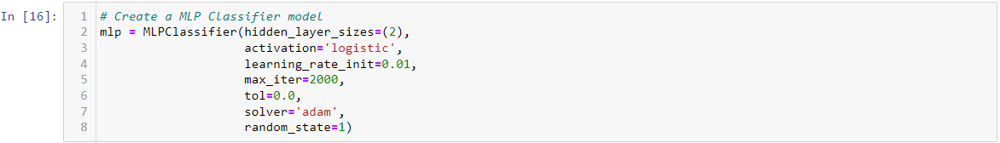 In [16]:
1 # Create a MLP Classifier model
2 mlp = MLPClassifier(hidden_layer_sizes=(2),
3                     activation='logistic',
4                     learning_rate_init=0.01,
5                     max_iter=2000,
6                     tol=0.0,
7                     solver='adam',
8                     random_state=1)